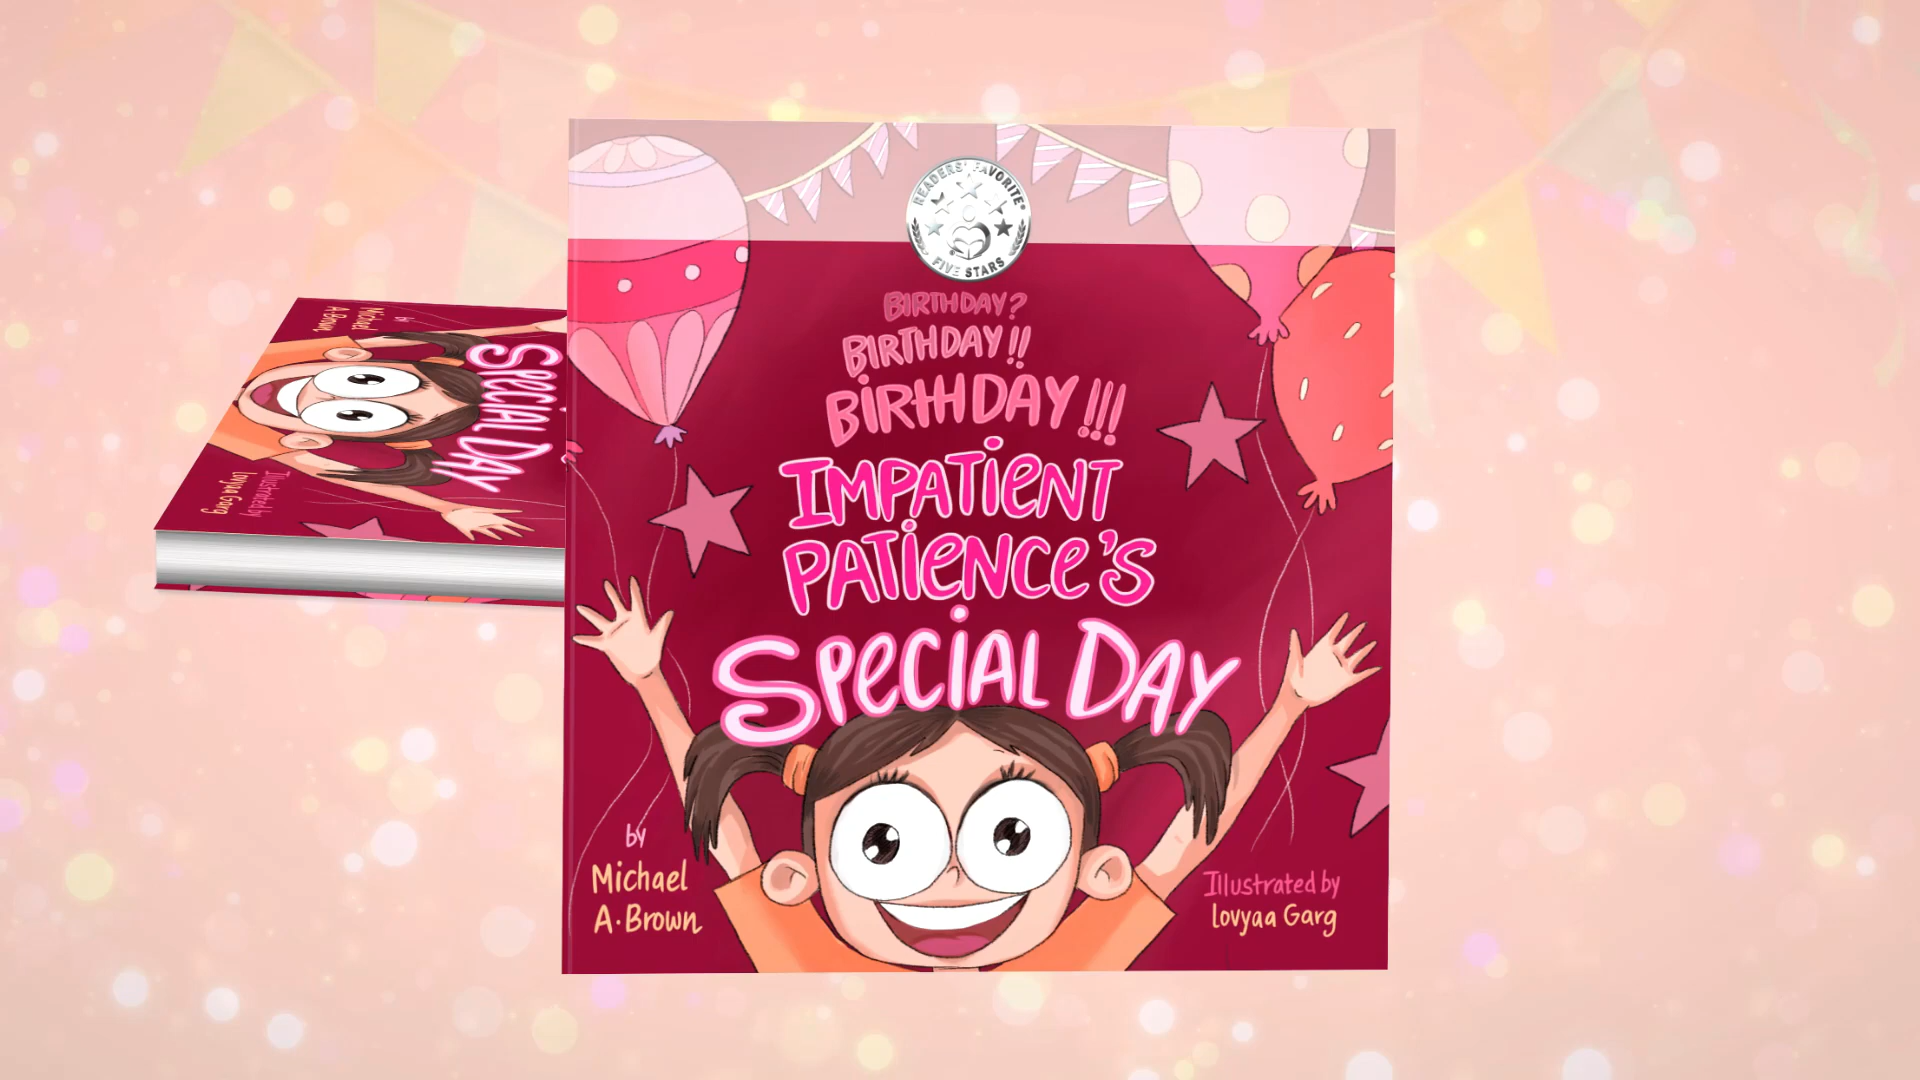 READERS' FAVORITE®
FIVE STARS
BIRTHDAY?
BIRTHDAY!!
BIRTHDAY!!!
IMPATIENT
PATIENCE'S
SPECIAL DAY
by
Michael
A. Brown
Illustrated by
Lovyaa Garg
SPECIAL DAY
by
Michael
A. Brown
Illustrated by
Lovyaa Garg